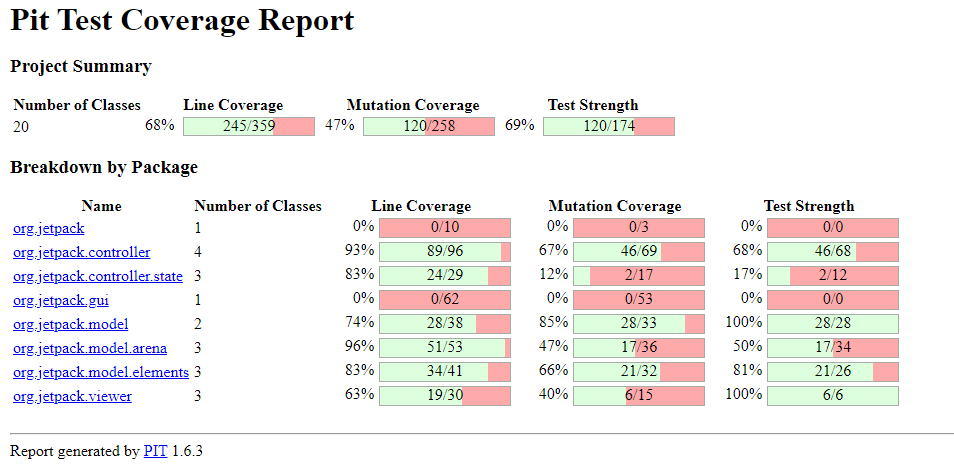 Pit Test Coverage Report
Project Summary
Number of Classes Line Coverage Mutation Coverage Test Strength
20 68% 245/359 47% 120/258 69% 120/174
Breakdown by Package
Name Number of Classes Line Coverage Mutation Coverage Test Strength
org.jetpack 1 0% 0/10 0% 0/3 0% 0/0
org.jetpack.controller 4 93% 89/96 67% 46/69 68% 46/68
org.jetpack.controller.state 3 83% 24/29 12% 2/17 17% 2/12
org.jetpack.gui 1 0% 0/62 0% 0/53 0% 0/0
org.jetpack.model 2 74% 28/38 85% 28/33 100% 28/28
org.jetpack.model.arena 3 96% 51/53 47% 17/36 50% 17/34
org.jetpack.model.elements 3 83% 34/41 66% 21/32 81% 21/26
org.jetpack.viewer 3 63% 19/30 40% 6/15 100% 6/6
Report generated by PIT 1.6.3